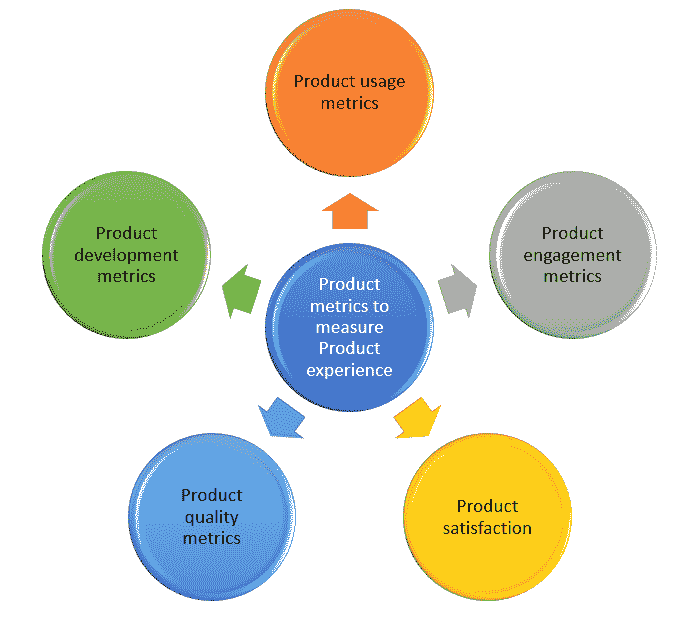 Product usage
metrics
Product
development
metrics
Product
engagement
metrics
Product
metrics to
measure
Product
experience
Product
quality
metrics
Product
satisfaction